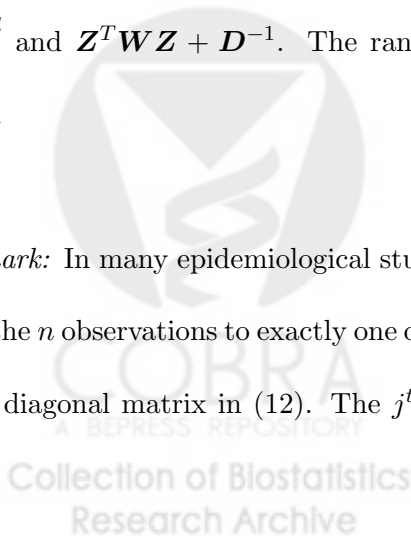 and Z^T W Z + D^{-1}. The ran
ark: In many epidemiological stu
he n observations to exactly one o
diagonal matrix in (12). The j^t
COBRA
A BEPRESS REPOSITORY
Collection of Biostatistics
Research Archive